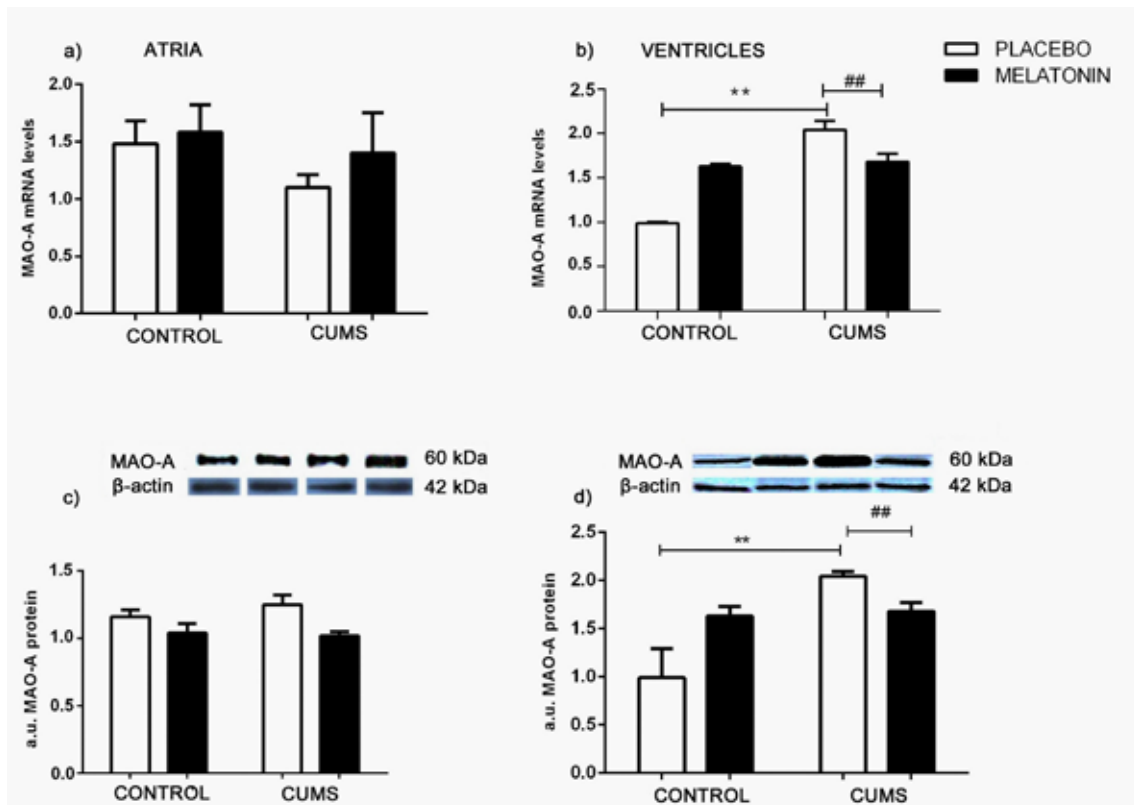 a) ATRIA
MAO-A mRNA levels
2.0
1.5
1.0
0.5
0.0
CONTROL CUMS
b) VENTRICLES
PLACEBO
MELATONIN
** ##
MAO-A mRNA levels
2.5
2.0
1.5
1.0
0.5
0.0
CONTROL CUMS
MAO-A 60 kDa
β-actin 42 kDa
c)
a.u. MAO-A protein
1.5
1.0
0.5
0.0
CONTROL CUMS
MAO-A 60 kDa
β-actin 42 kDa
d)
** ##
a.u. MAO-A protein
2.5
2.0
1.5
1.0
0.5
0.0
CONTROL CUMS